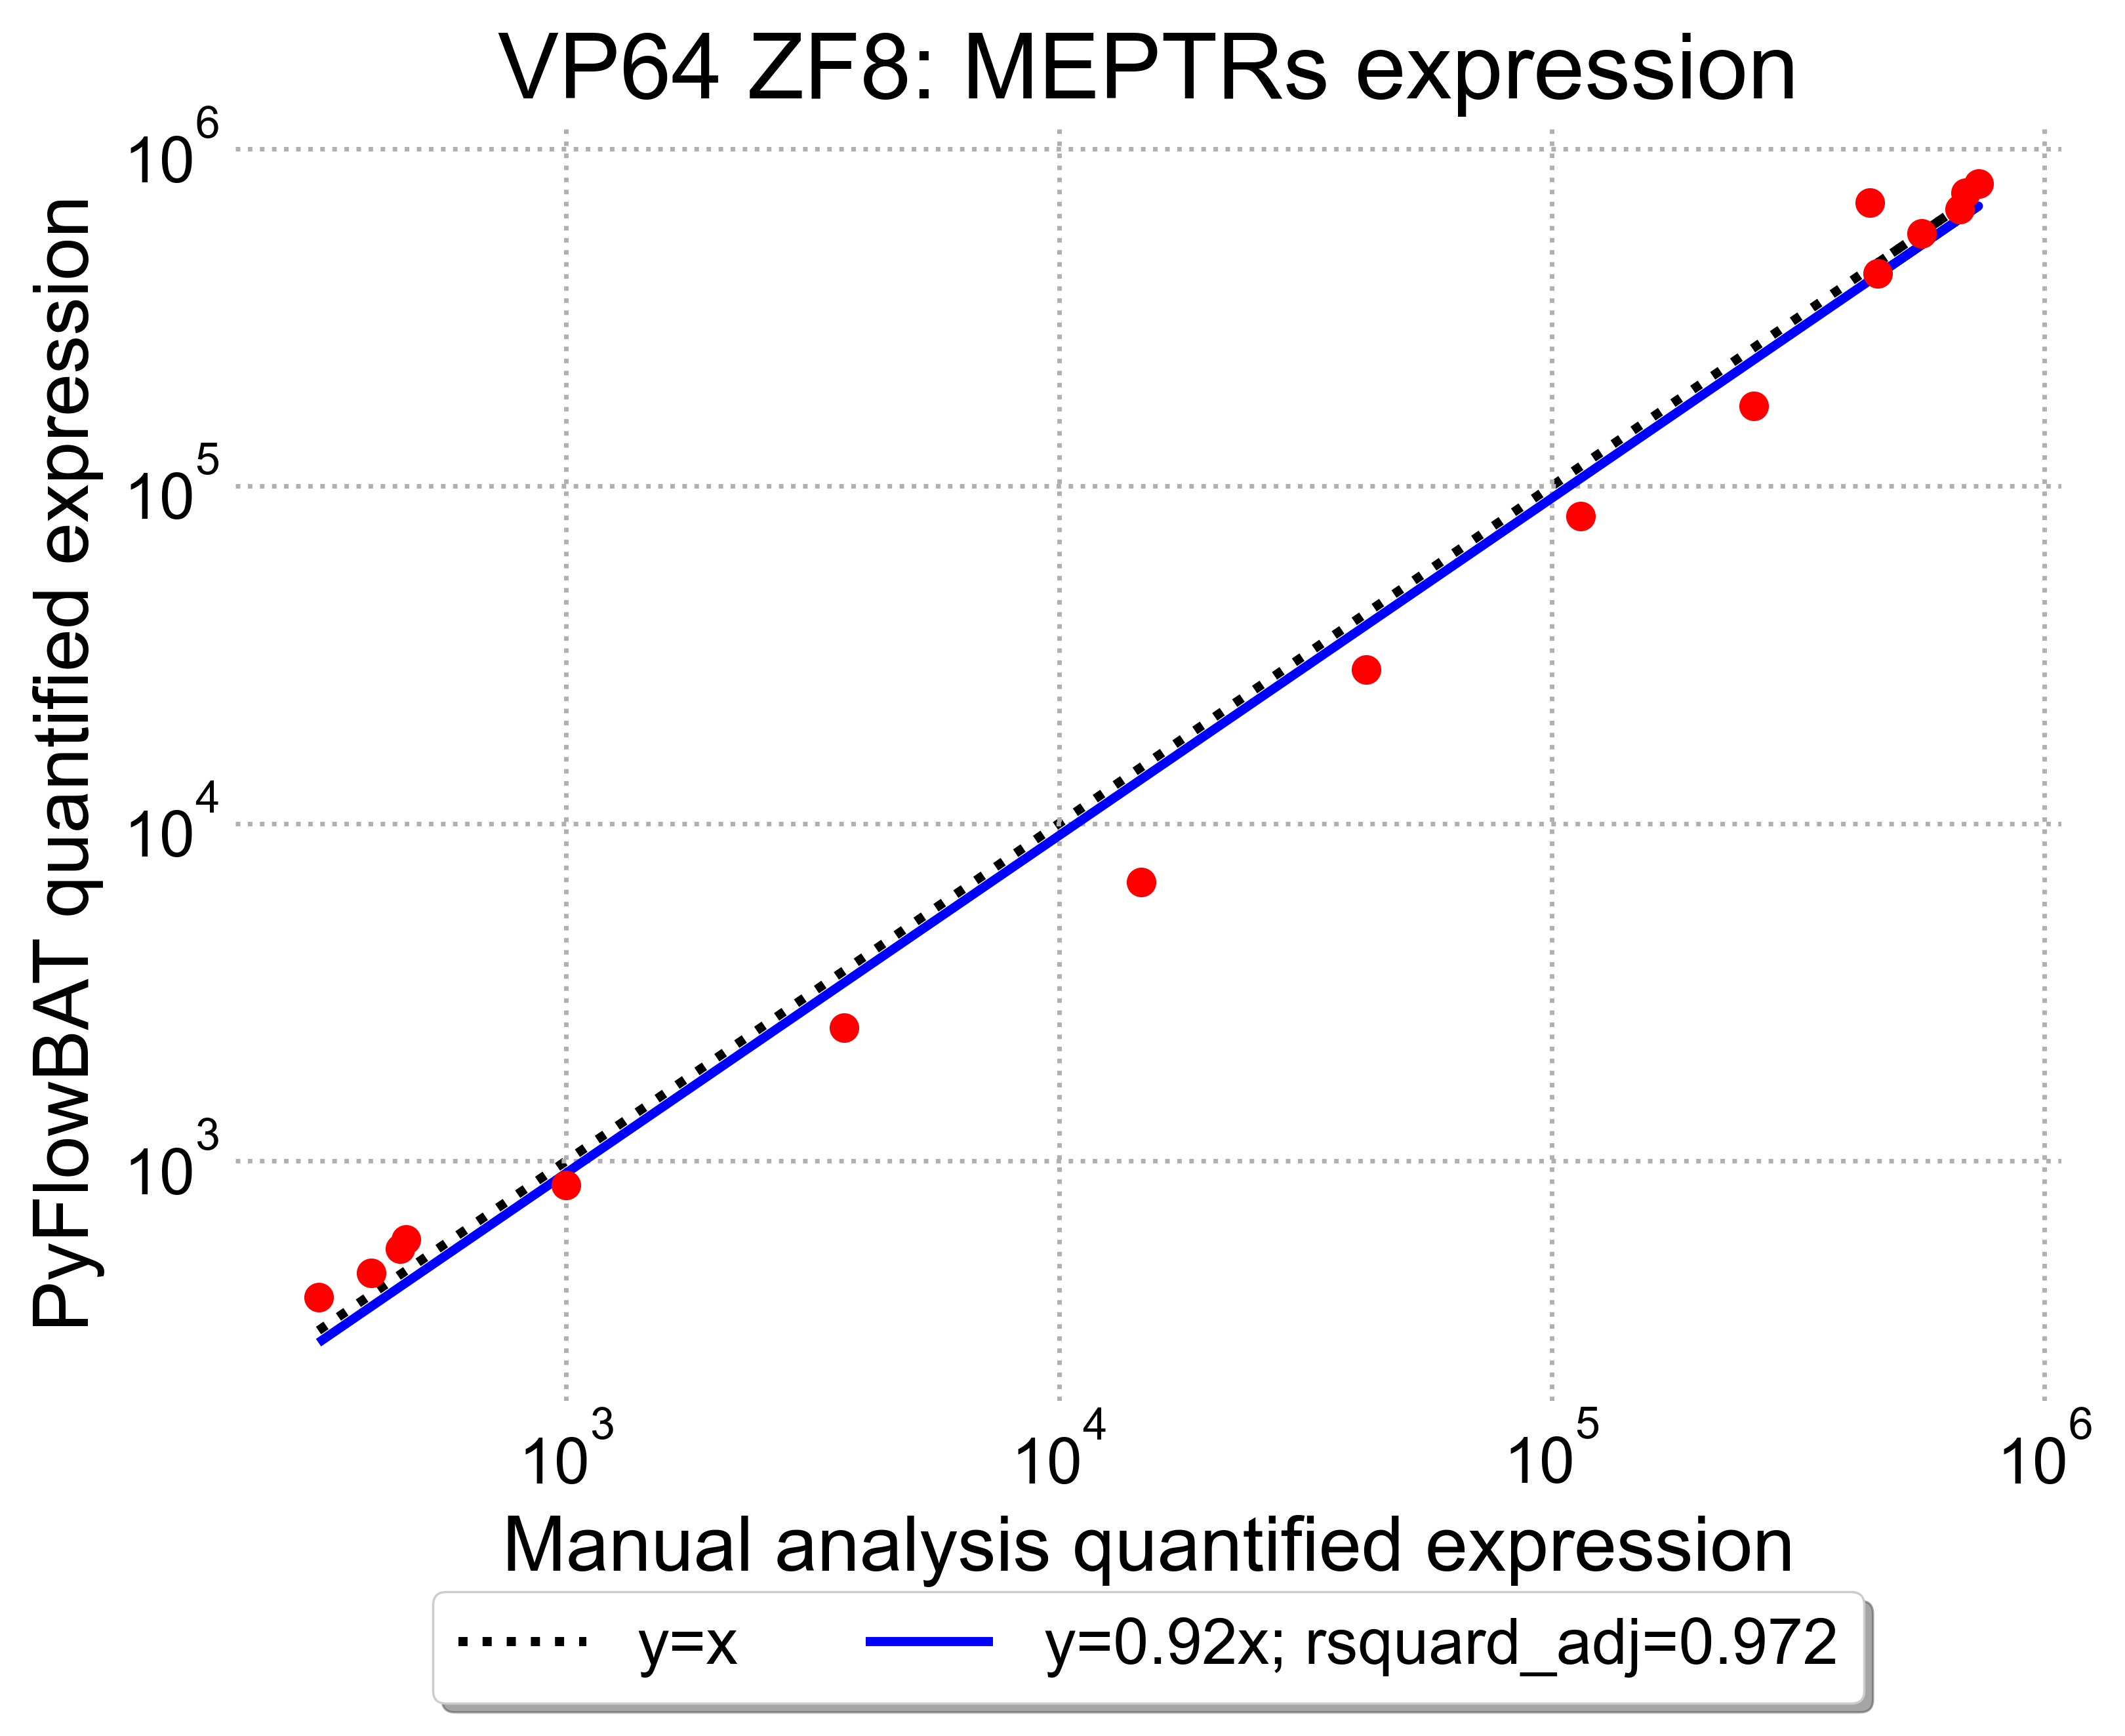 VP64 ZF8: MEPTRs expression
PyFlowBAT quantified expression
10^6
10^5
10^4
10^3
10^3 10^4 10^5 10^6
Manual analysis quantified expression
y=x y=0.92x; rsquard_adj=0.972